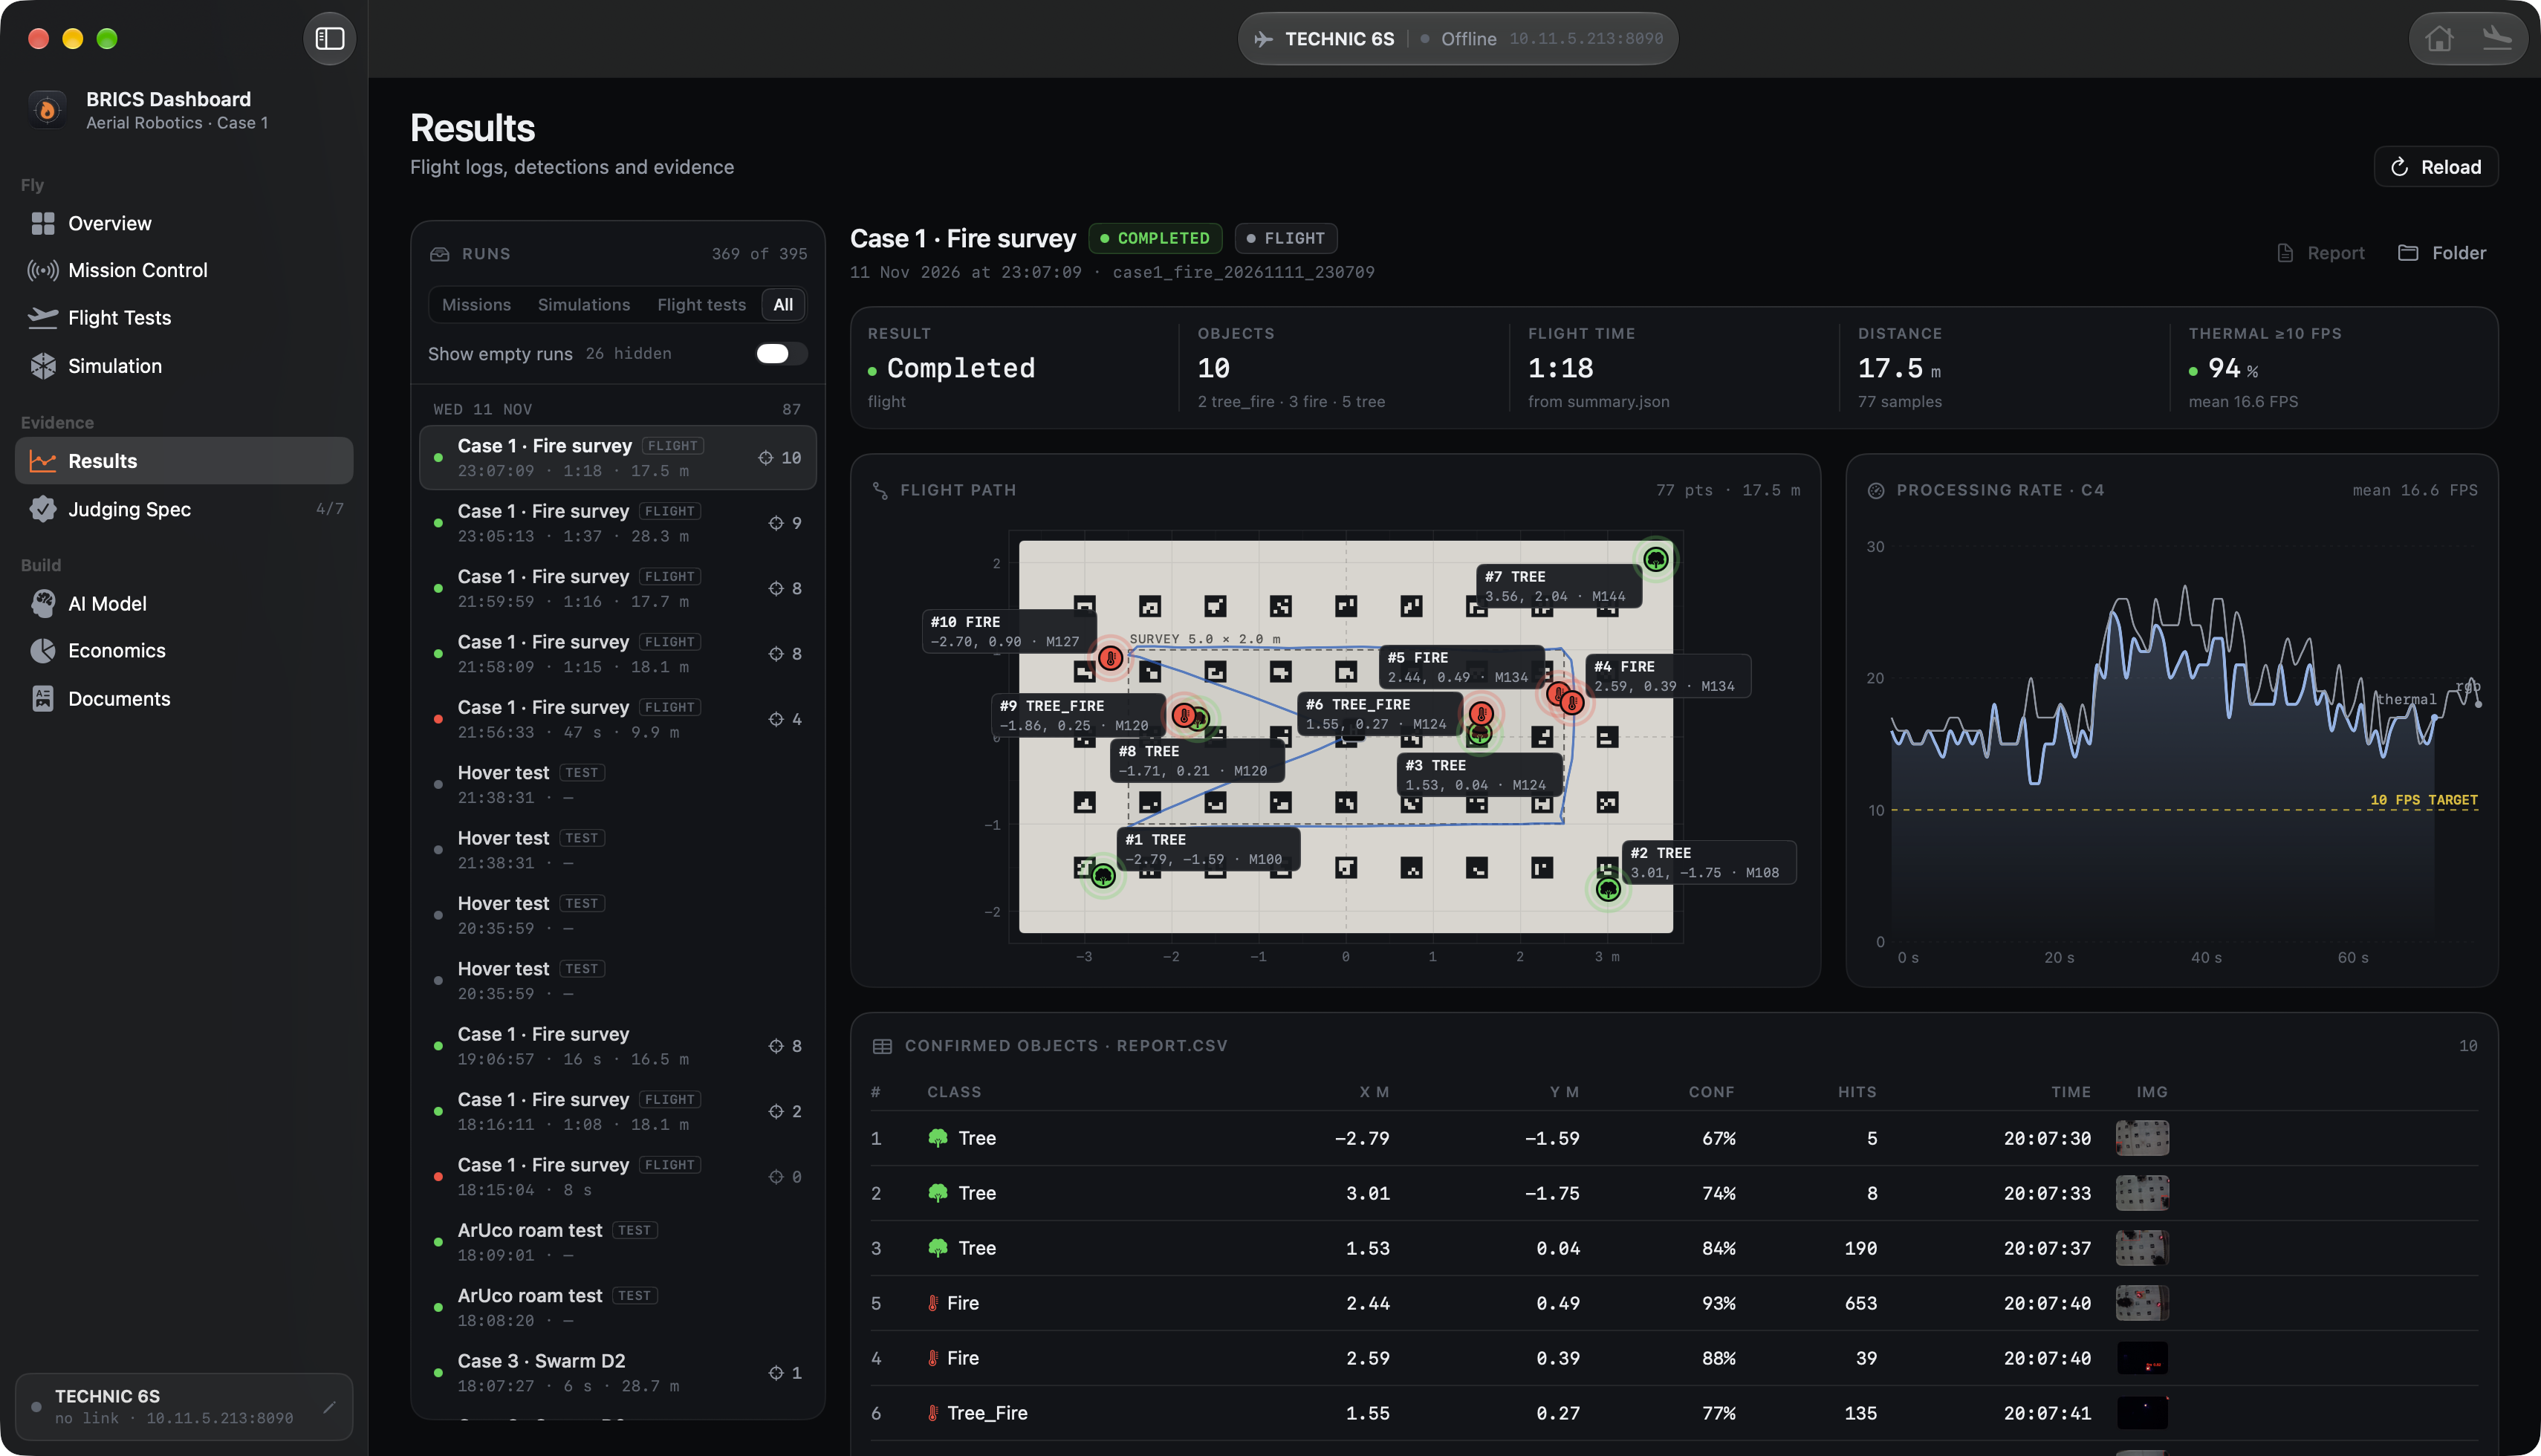 TECHNIC 6S
Offline 10.11.5.213:8090
BRICS Dashboard
Aerial Robotics · Case 1
Fly
Overview
Mission Control
Flight Tests
Simulation
Evidence
Results
Judging Spec 4/7
Build
AI Model
Economics
Documents
TECHNIC 6S
no link · 10.11.5.213:8090
Results
Flight logs, detections and evidence
Reload
RUNS 369 of 395
Missions Simulations Flight tests All
Show empty runs 26 hidden
WED 11 NOV 87
Case 1 · Fire survey FLIGHT
23:07:09 · 1:18 · 17.5 m 10
Case 1 · Fire survey FLIGHT
23:05:13 · 1:37 · 28.3 m 9
Case 1 · Fire survey FLIGHT
21:59:59 · 1:16 · 17.7 m 8
Case 1 · Fire survey FLIGHT
21:58:09 · 1:15 · 18.1 m 8
Case 1 · Fire survey FLIGHT
21:56:33 · 47 s · 9.9 m 4
Hover test TEST
21:38:31 · —
Hover test TEST
21:38:31 · —
Hover test TEST
20:35:59 · —
Hover test TEST
20:35:59 · —
Case 1 · Fire survey
19:06:57 · 16 s · 16.5 m 8
Case 1 · Fire survey FLIGHT
18:16:11 · 1:08 · 18.1 m 2
Case 1 · Fire survey FLIGHT
18:15:04 · 8 s 0
ArUco roam test TEST
18:09:01 · —
ArUco roam test TEST
18:08:20 · —
Case 3 · Swarm D2
18:07:27 · 6 s · 28.7 m 1
Case 1 · Fire survey COMPLETED FLIGHT
11 Nov 2026 at 23:07:09 · case1_fire_20261111_230709
Report Folder
RESULT
Completed
flight
OBJECTS
10
2 tree_fire · 3 fire · 5 tree
FLIGHT TIME
1:18
from summary.json
DISTANCE
17.5 m
77 samples
THERMAL ≥10 FPS
94 %
mean 16.6 FPS
FLIGHT PATH 77 pts · 17.5 m
2
#7 TREE
3.56, 2.04 · M144
#10 FIRE
−2.70, 0.90 · M127
SURVEY 5.0 × 2.0 m
#5 FIRE
2.44, 0.49 · M134
#4 FIRE
2.59, 0.39 · M134
#9 TREE_FIRE
−1.86, 0.25 · M120
#6 TREE_FIRE
1.55, 0.27 · M124
0
#8 TREE
−1.71, 0.21 · M120
#3 TREE
1.53, 0.04 · M124
−1
#1 TREE
−2.79, −1.59 · M100
#2 TREE
3.01, −1.75 · M108
−2
−3 −2 −1 0 1 2 3 m
PROCESSING RATE · C4 mean 16.6 FPS
30
20
thermal
rgb
10 FPS TARGET
10
0
0 s 20 s 40 s 60 s
CONFIRMED OBJECTS · REPORT.CSV 10
# CLASS X M Y M CONF HITS TIME IMG
1 Tree −2.79 −1.59 67% 5 20:07:30
2 Tree 3.01 −1.75 74% 8 20:07:33
3 Tree 1.53 0.04 84% 190 20:07:37
5 Fire 2.44 0.49 93% 653 20:07:40
4 Fire 2.59 0.39 88% 39 20:07:40
6 Tree_Fire 1.55 0.27 77% 135 20:07:41